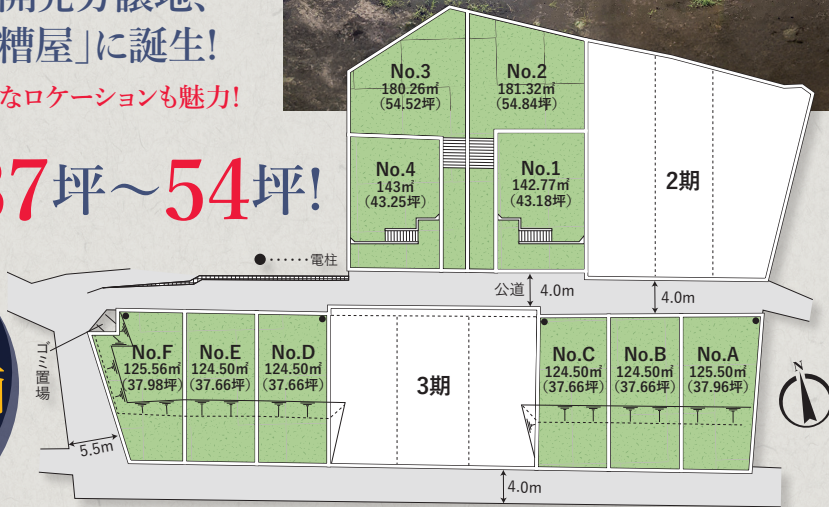 開発分譲地、
糟屋」に誕生!
なロケーションも魅力!
37坪～54坪!
No.3
180.26㎡
（54.52坪）
No.2
181.32㎡
（54.84坪）
No.4
143㎡
（43.25坪）
No.1
142.77㎡
（43.18坪）
2期
●……電柱
公道
4.0m
4.0m
ゴミ置場
No.F
125.56㎡
（37.98坪）
No.E
124.50㎡
（37.66坪）
No.D
124.50㎡
（37.66坪）
3期
No.C
124.50㎡
（37.66坪）
No.B
124.50㎡
（37.66坪）
No.A
125.50㎡
（37.96坪）
N
5.5m
4.0m